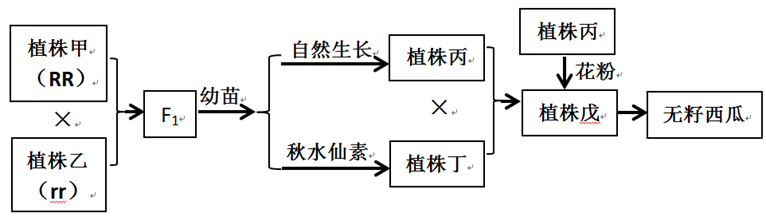 植株甲
（RR）
×
植株乙
（rr）
F₁
幼苗
自然生长
秋水仙素
植株丙
×
植株丁
植株丙
花粉
植株戊
无籽西瓜